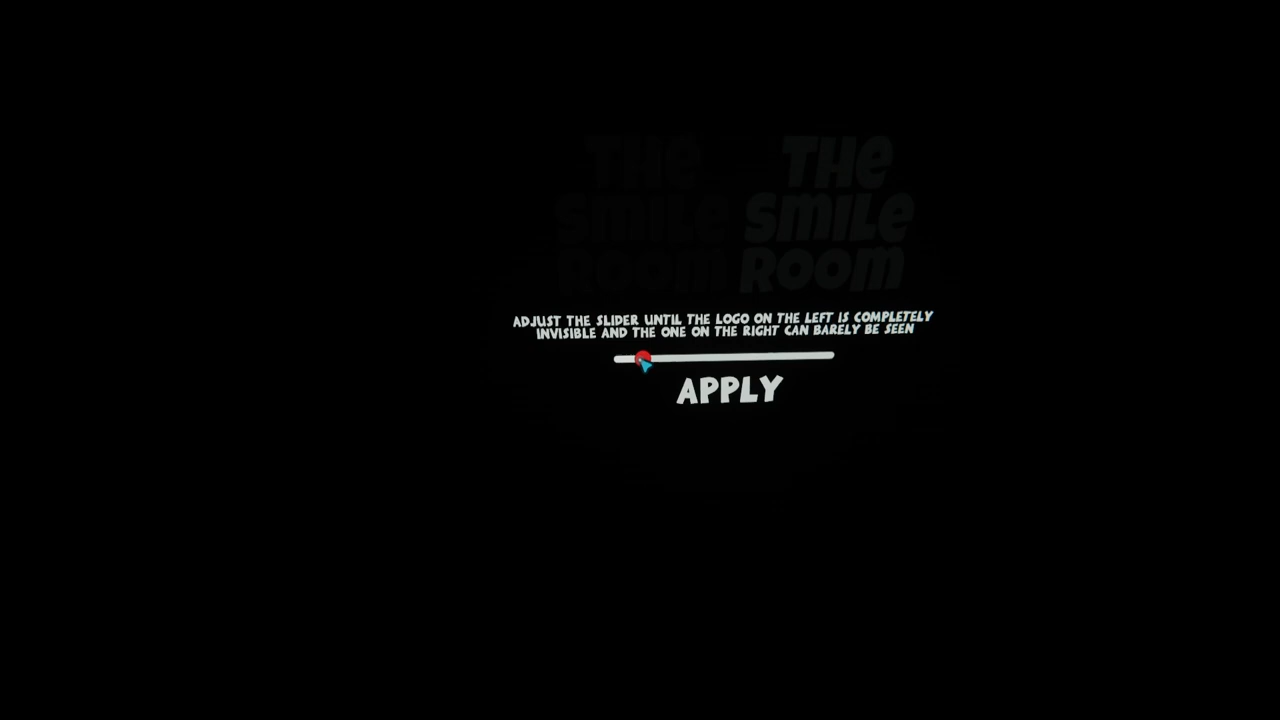 THE THE
SMILE SMILE
ROOM ROOM
ADJUST THE SLIDER UNTIL THE LOGO ON THE LEFT IS COMPLETELY
INVISIBLE AND THE ONE ON THE RIGHT CAN BARELY BE SEEN
APPLY